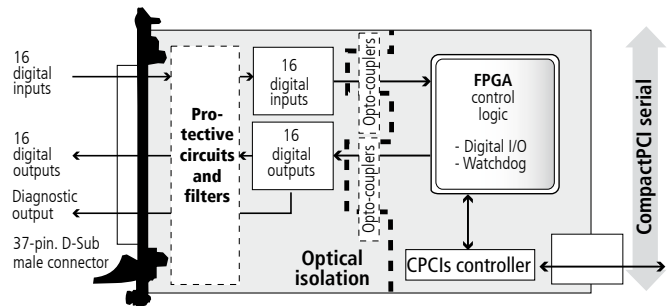 16
digital
inputs
16
digital
outputs
Diagnostic
output
37-pin. D-Sub
male connector
Pro-
tective
circuits
and
filters
16
digital
inputs
16
digital
outputs
Opto-couplers
Opto-couplers
Optical
isolation
FPGA
control
logic
- Digital I/O
- Watchdog
CPCIs controller
CompactPCI serial